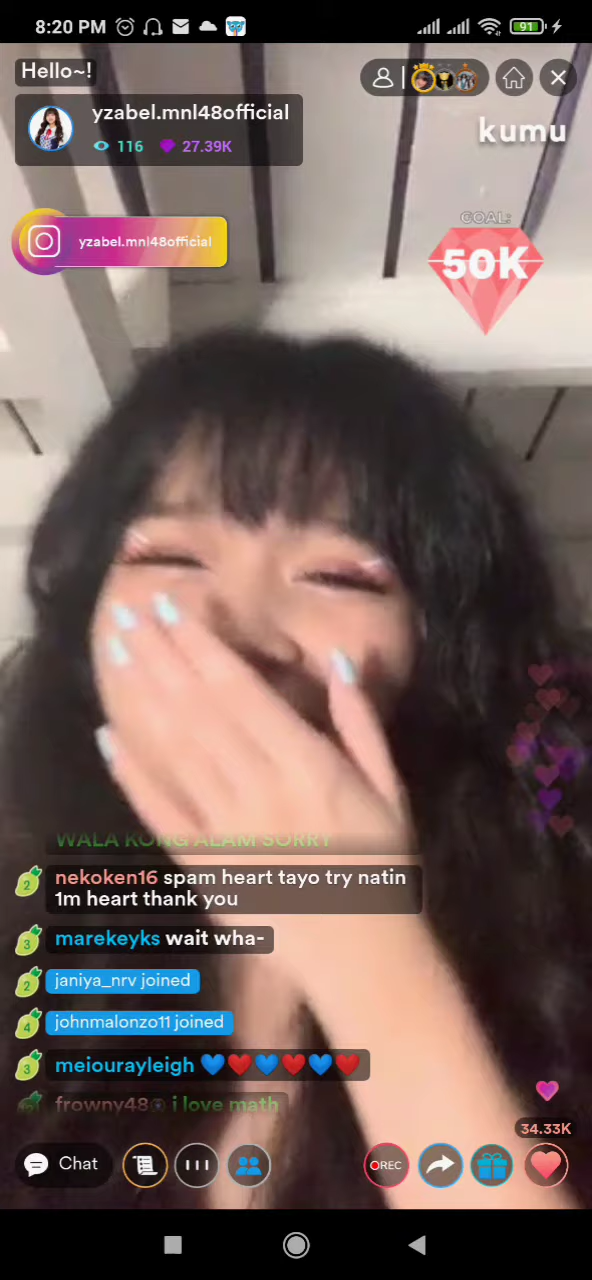 8:20 PM
91
Hello~!
yzabel.mnl48official
116 27.39K
kumu
yzabel.mnl48official
GOAL:
50K
WALA KONG ALAM SORRY
2 nekoken16 spam heart tayo try natin
1m heart thank you
3 marekeyks wait wha-
2 janiya_nrv joined
4 johnmalonzo11 joined
3 meiourayleigh 💙❤️💙❤️💙❤️
frowny48 i love math
34.33K
Chat
REC